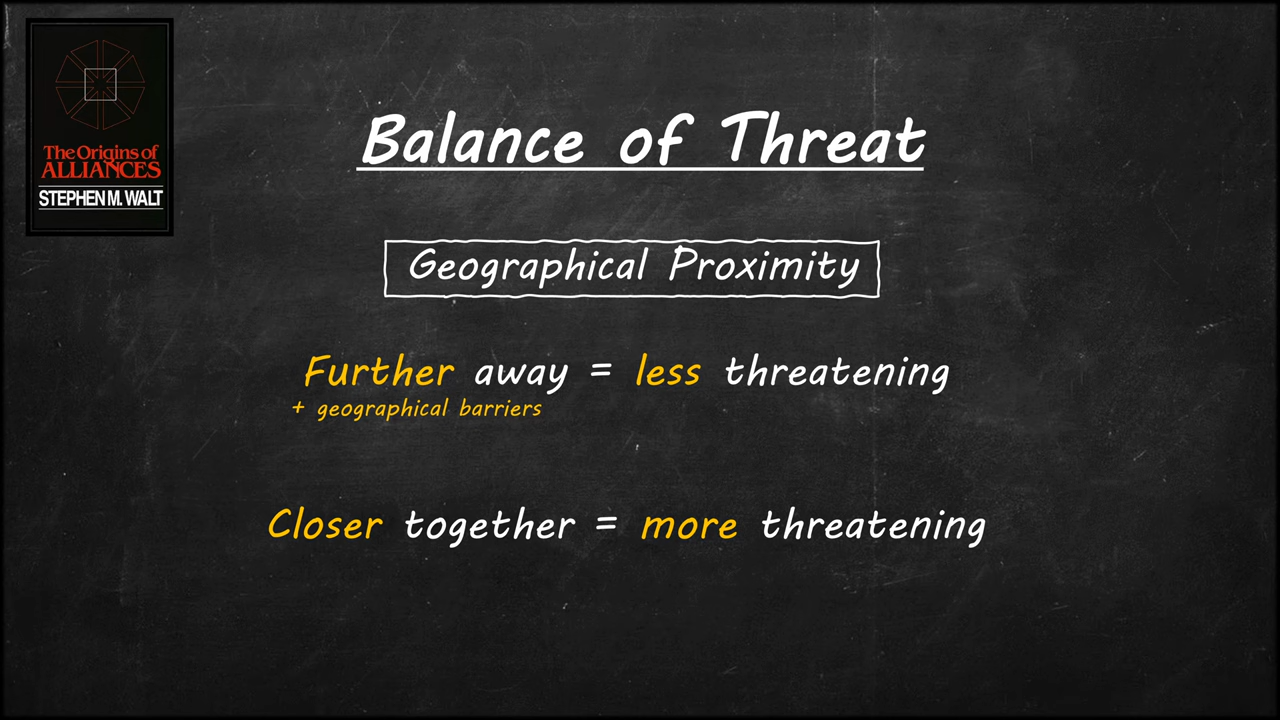 The Origins of
ALLIANCES
STEPHEN M. WALT
Balance of Threat
Geographical Proximity
Further away = less threatening
+ geographical barriers
Closer together = more threatening